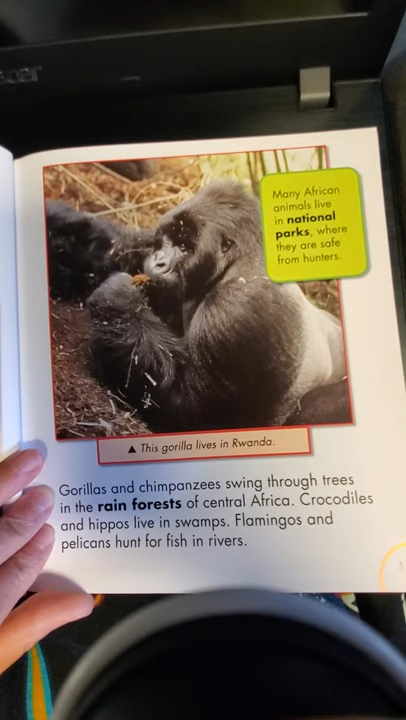 acer
Many African
animals live
in national
parks, where
they are safe
from hunters.
▲ This gorilla lives in Rwanda.
Gorillas and chimpanzees swing through trees
in the rain forests of central Africa. Crocodiles
and hippos live in swamps. Flamingos and
pelicans hunt for fish in rivers.
1